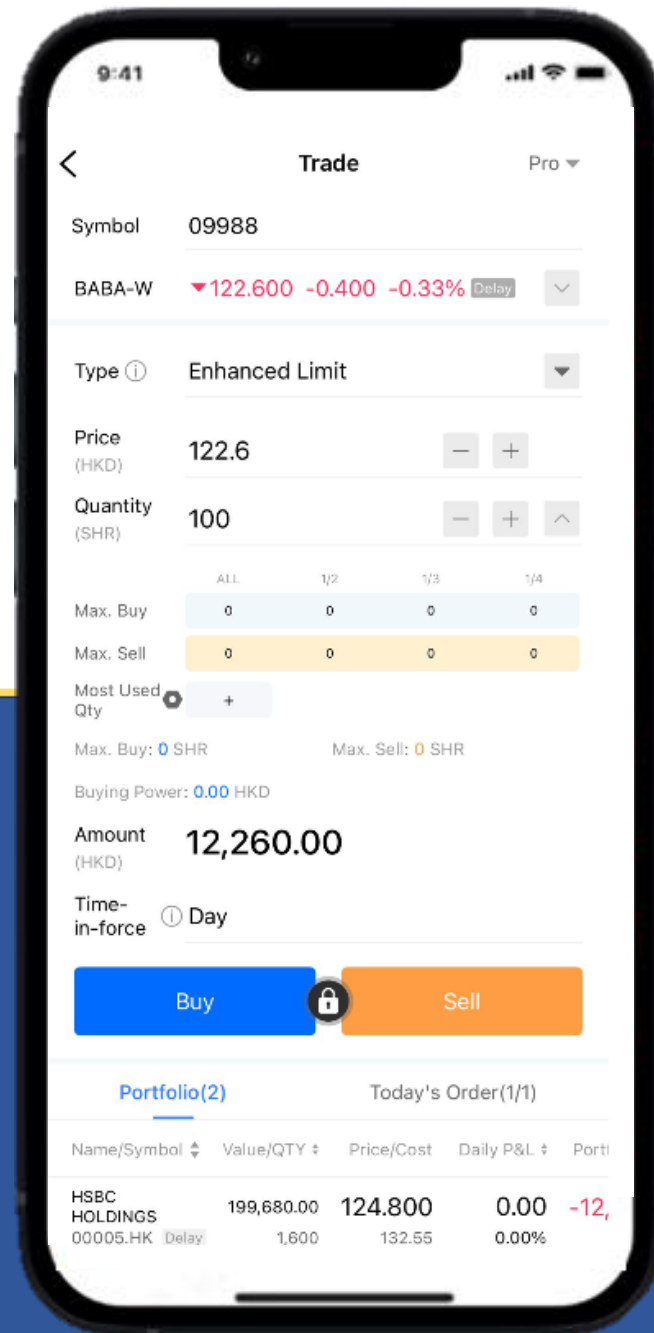 9:41
Trade
Pro
Symbol 09988
BABA-W ▼122.600 -0.400 -0.33% Delay
Type Enhanced Limit
Price
(HKD)
122.6 − +
Quantity
(SHR)
100 − +
ALL 1/2 1/3 1/4
Max. Buy 0 0 0 0
Max. Sell 0 0 0 0
Most Used
Qty
+
Max. Buy: 0 SHR Max. Sell: 0 SHR
Buying Power: 0.00 HKD
Amount
(HKD)
12,260.00
Time-
in-force
Day
Buy Sell
Portfolio(2) Today's Order(1/1)
Name/Symbol Value/QTY Price/Cost Daily P&L Portf
HSBC
HOLDINGS
199,680.00 124.800 0.00 -12,
00005.HK Delay 1,600 132.55 0.00%